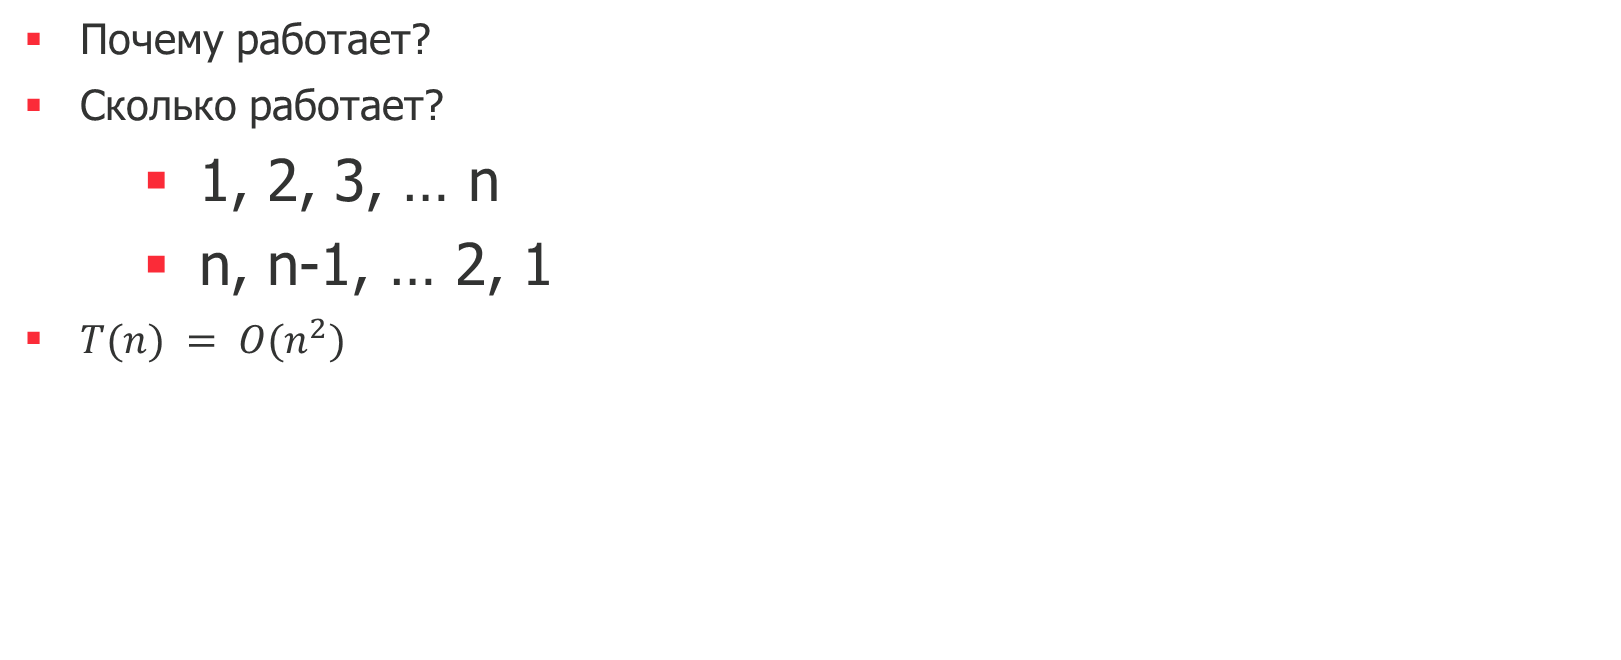 ▪ Почему работает?
▪ Сколько работает?
▪ 1, 2, 3, … n
▪ n, n-1, … 2, 1
▪ T(n) = O(n²)